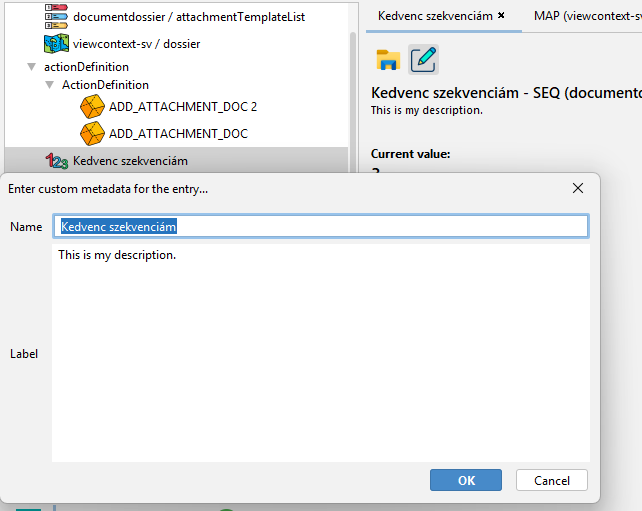 documentdossier / attachmentTemplateList
viewcontext-sv / dossier
actionDefinition
ActionDefinition
ADD_ATTACHMENT_DOC 2
ADD_ATTACHMENT_DOC
123 Kedvenc szekvenciám
Kedvenc szekvenciám × MAP (viewcontext-sv
Kedvenc szekvenciám - SEQ (documentdo
This is my description.
Current value:
Enter custom metadata for the entry...
Name Kedvenc szekvenciám
This is my description.
Label
OK Cancel